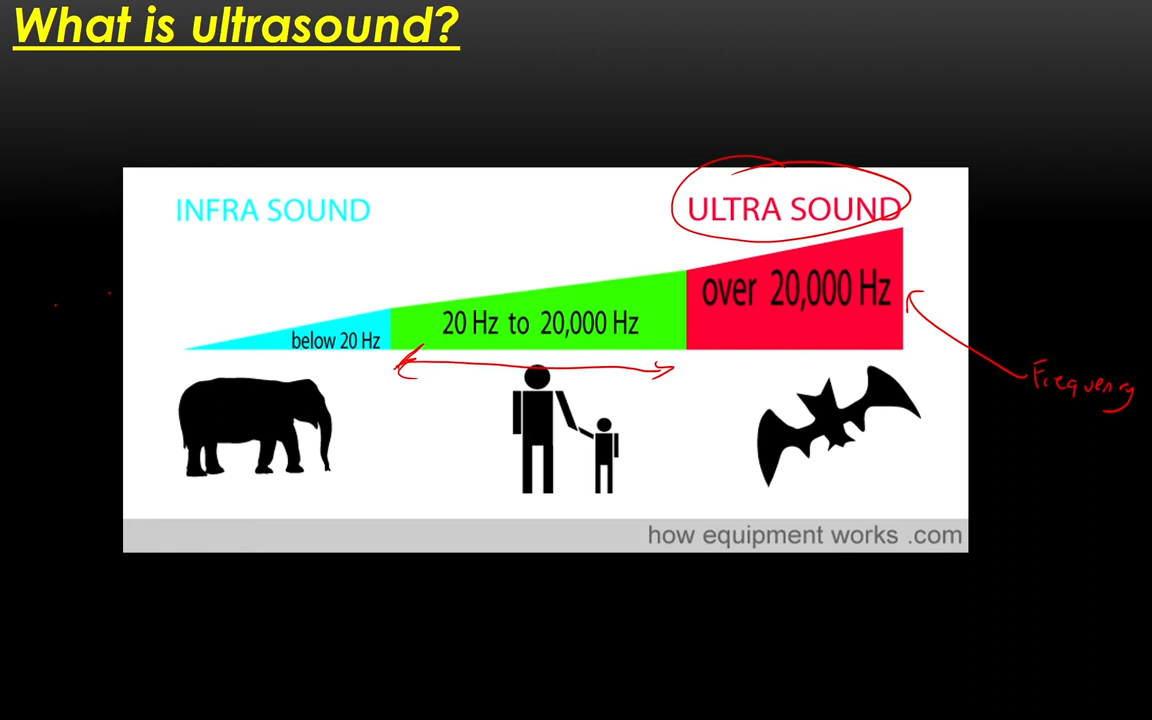 What is ultrasound?
INFRA SOUND
ULTRA SOUND
over 20,000 Hz
20 Hz to 20,000 Hz
below 20 Hz
Frequency
how equipment works .com